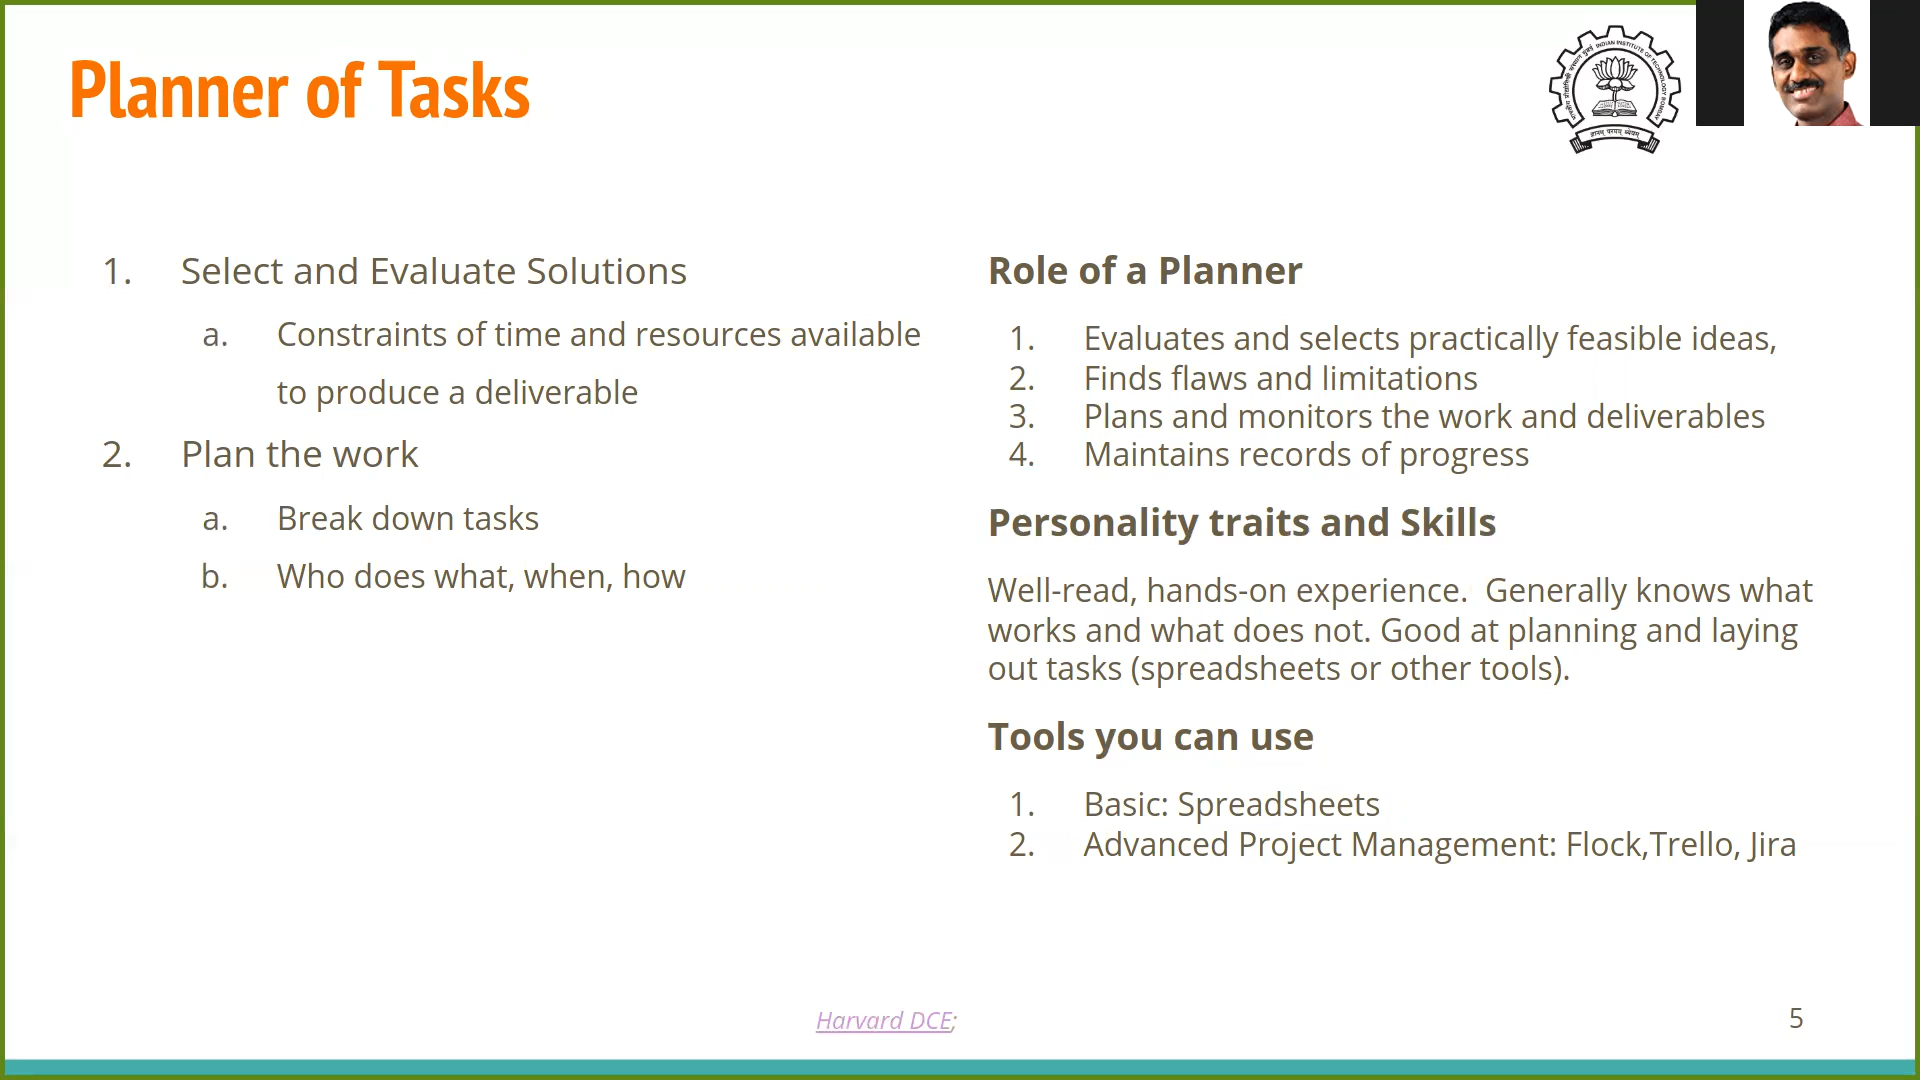 Planner of Tasks
INDIAN INSTITUTE OF TECHNOLOGY BOMBAY
1. Select and Evaluate Solutions
a. Constraints of time and resources available
to produce a deliverable
2. Plan the work
a. Break down tasks
b. Who does what, when, how
Role of a Planner
1. Evaluates and selects practically feasible ideas,
2. Finds flaws and limitations
3. Plans and monitors the work and deliverables
4. Maintains records of progress
Personality traits and Skills
Well-read, hands-on experience.  Generally knows what
works and what does not. Good at planning and laying
out tasks (spreadsheets or other tools).
Tools you can use
1. Basic: Spreadsheets
2. Advanced Project Management: Flock,Trello, Jira
Harvard DCE;
5